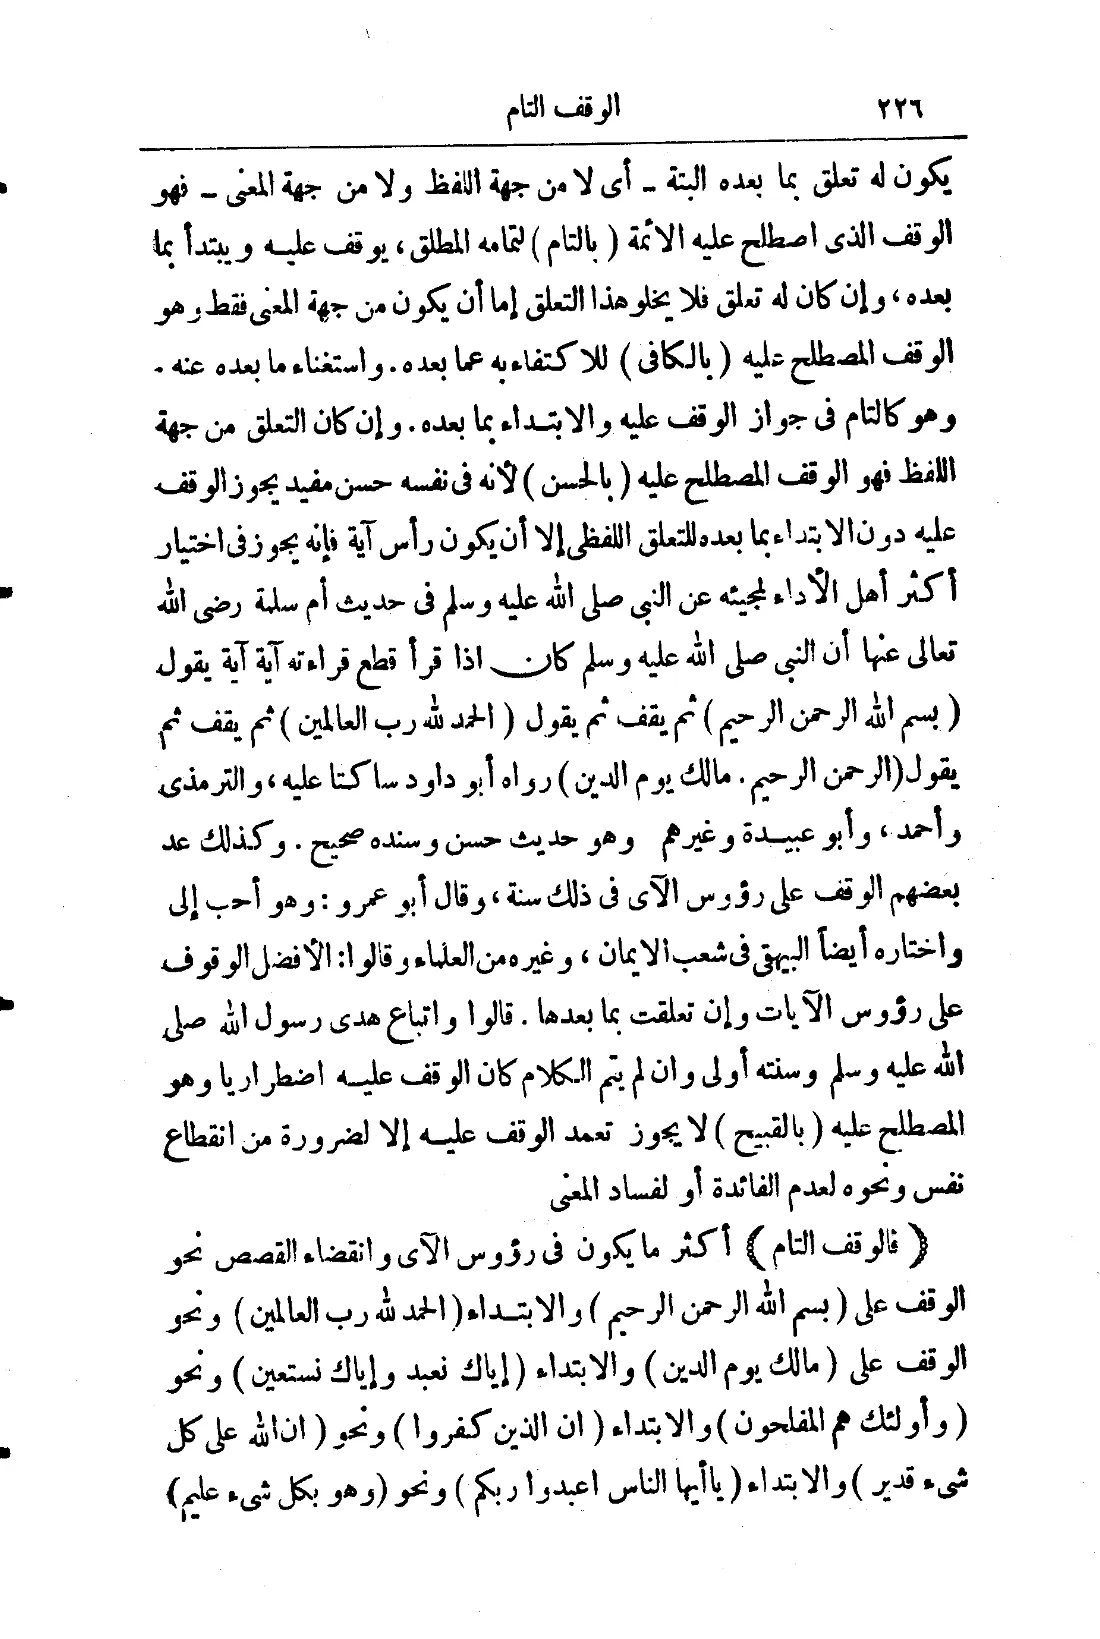 ٢٢٦ الوقف التام
يكون له تعلق بما بعده البتة ـ أى لا من جهة اللفظ ولا من جهة المعنى ـ فهو
الوقف الذى اصطلح عليه الائمة ( بالتام ) لتمامه المطلق ، يوقف عليه ويبتدأ بما
بعده ، وإن كان له تعلق فلا يخلو هذا التعلق إما أن يكون من جهة المعنى فقط وهو
الوقف المصطلح عليه ( بالكافى ) للاكتفاء به عما بعده . واستغناء ما بعده عنه .
وهو كالتام فى جواز الوقف عليه والابتداء بما بعده . وإن كان التعلق من جهة
اللفظ فهو الوقف المصطلح عليه ( بالحسن ) لأنه فى نفسه حسن مفيد يجوز الوقف
عليه دون الابتداء بما بعده للتعلق اللفظى إلا أن يكون رأس آية فإنه يجوز فى اختيار
أكثر أهل الأداء لمجيئه عن النبى صلى الله عليه وسلم فى حديث أم سلمة رضى الله
تعالى عنها أن النبى صلى الله عليه وسلم كان اذا قرأ قطع قراءته آية آية يقول
( بسم الله الرحمن الرحيم ) ثم يقف ثم يقول ( الحمد لله رب العالمين ) ثم يقف ثم
يقول ( الرحمن الرحيم . مالك يوم الدين ) رواه أبو داود ساكتا عليه ، والترمذى
وأحمد ، وأبو عبيدة وغيرهم وهو حديث حسن وسنده صحيح . وكذلك عد
بعضهم الوقف على رؤوس الآى فى ذلك سنة ، وقال أبو عمرو : وهو أحب إلى
واختاره أيضاً البيهقى فى شعب الايمان ، وغيره من العلماء وقالوا : الأفضل الوقوف
على رؤوس الآيات وإن تعلقت بما بعدها . قالوا واتباع هدى رسول الله صلى
الله عليه وسلم وسنته أولى وان لم يتم الكلام كان الوقف عليه اضطراريا وهو
المصطلح عليه ( بالقبيح ) لا يجوز تعمد الوقف عليه إلا لضرورة من انقطاع
نفس ونحوه لعدم الفائدة أو لفساد المعنى
﴿ فالوقف التام ﴾ أكثر ما يكون فى رؤوس الآى وانقضاء القصص نحو
الوقف على ( بسم الله الرحمن الرحيم ) والابتداء ( الحمد لله رب العالمين ) ونحو
الوقف على ( مالك يوم الدين ) والابتداء ( إياك نعبد وإياك نستعين ) ونحو
( وأولئك هم المفلحون ) والابتداء ( ان الذين كفروا ) ونحو ( ان الله على كل
شىء قدير ) والابتداء ( ياأيها الناس اعبدوا ربكم ) ونحو ( وهو بكل شىء عليم )